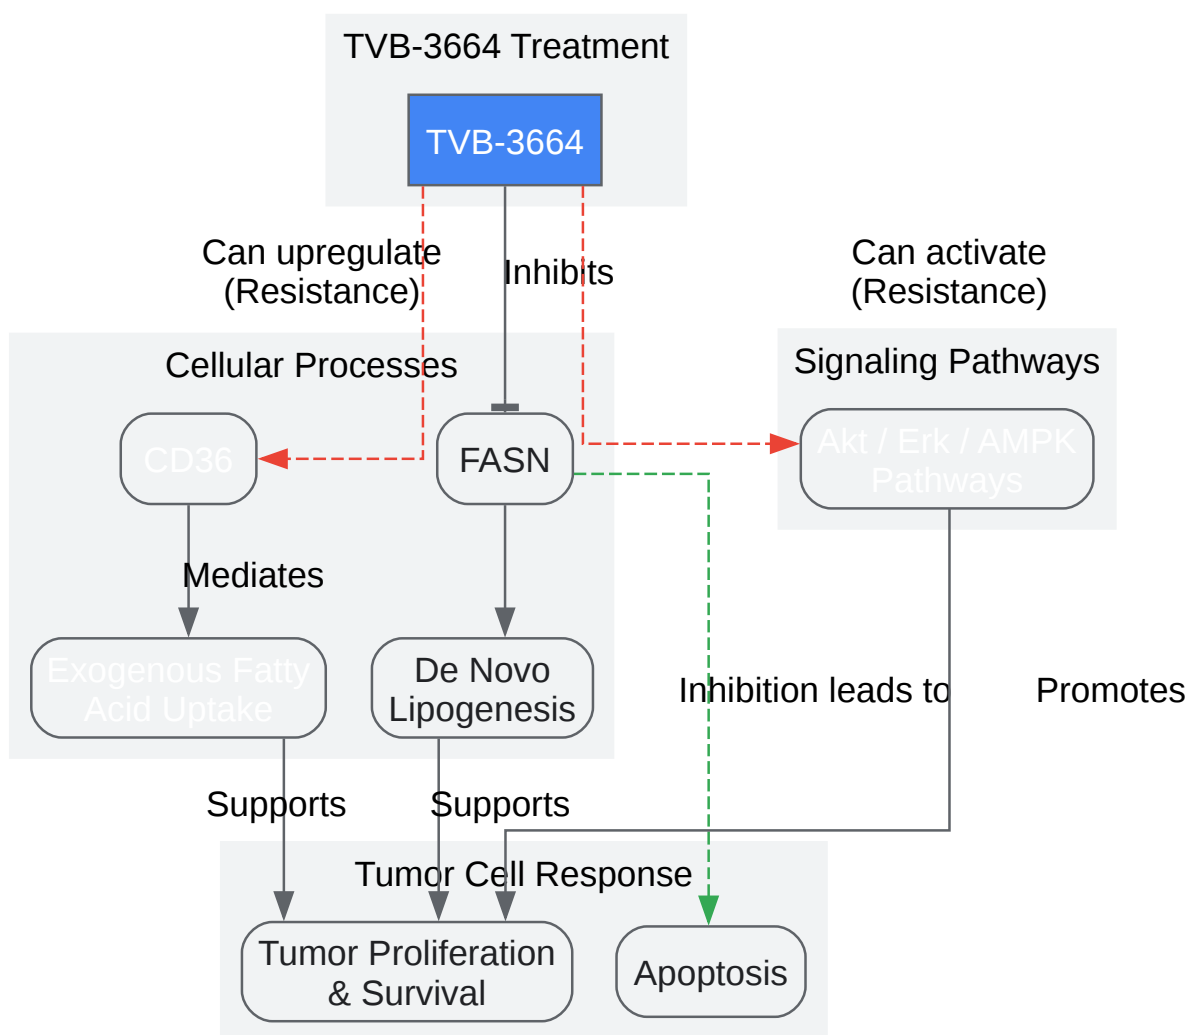 TVB-3664 Treatment
TVB-3664
Can upregulate
(Resistance)
Inhibits
Can activate
(Resistance)
Cellular Processes
Signaling Pathways
CD36
FASN
Akt / Erk / AMPK
Pathways
Mediates
Exogenous Fatty
Acid Uptake
De Novo
Lipogenesis
Inhibition leads to
Promotes
Supports
Supports
Tumor Cell Response
Tumor Proliferation
& Survival
Apoptosis